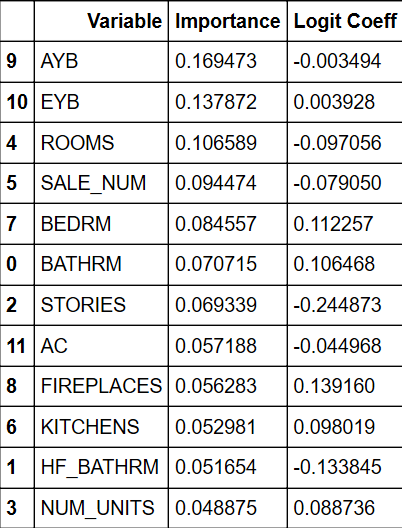 Variable Importance Logit Coeff
9 AYB 0.169473 -0.003494
10 EYB 0.137872 0.003928
4 ROOMS 0.106589 -0.097056
5 SALE_NUM 0.094474 -0.079050
7 BEDRM 0.084557 0.112257
0 BATHRM 0.070715 0.106468
2 STORIES 0.069339 -0.244873
11 AC 0.057188 -0.044968
8 FIREPLACES 0.056283 0.139160
6 KITCHENS 0.052981 0.098019
1 HF_BATHRM 0.051654 -0.133845
3 NUM_UNITS 0.048875 0.088736